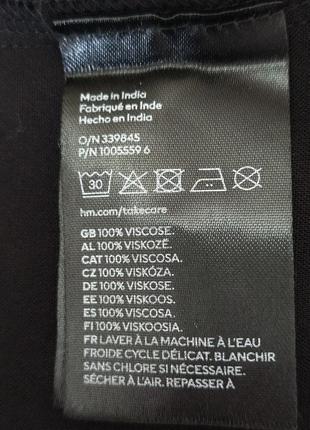 Made in India
Fabriqué en Inde
Hecho en India
O/N 339845
P/N 1005559 6
30
hm.com/takecare
GB 100% VISCOSE.
AL 100% VISKOZË.
CAT 100% VISCOSA.
CZ 100% VISKÓZA.
DE 100% VISKOSE.
EE 100% VISKOOS.
ES 100% VISCOSA.
FI 100% VISKOOSIA.
FR LAVER À LA MACHINE À L'EAU
FROIDE CYCLE DÉLICAT. BLANCHIR
SANS CHLORE SI NÉCESSAIRE.
SÉCHER À L'AIR. REPASSER À